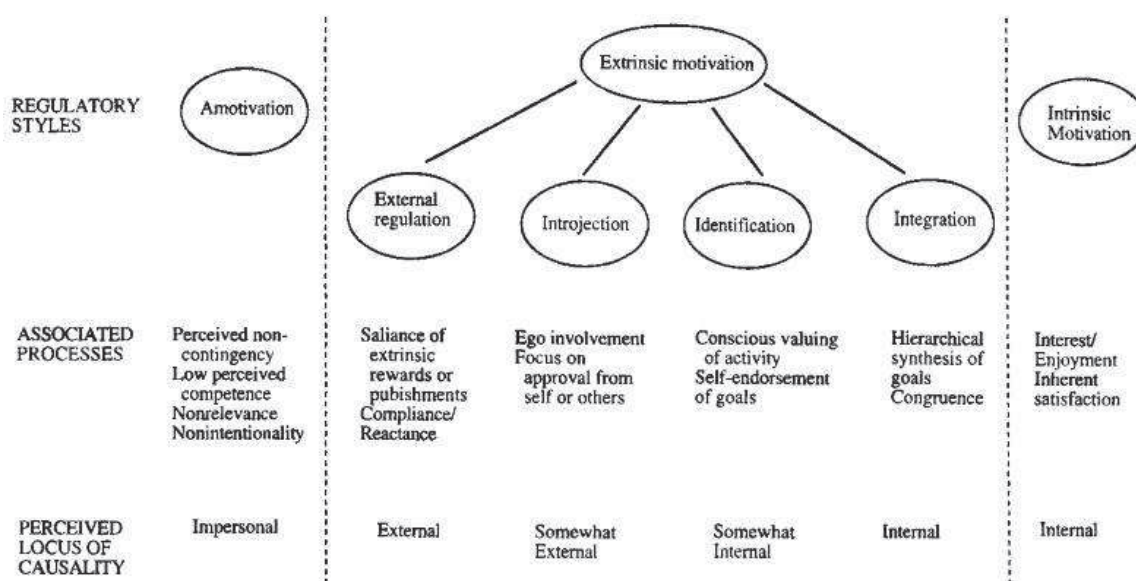 Extrinsic motivation
REGULATORY
STYLES
Amotivation
Intrinsic
Motivation
External
regulation
Introjection
Identification
Integration
ASSOCIATED
PROCESSES
Perceived non-
contingency
Low perceived
competence
Nonrelevance
Nonintentionality
Saliance of
extrinsic
rewards or
pubishments
Compliance/
Reactance
Ego involvement
Focus on
approval from
self or others
Conscious valuing
of activity
Self-endorsement
of goals
Hierarchical
synthesis of
goals
Congruence
Interest/
Enjoyment
Inherent
satisfaction
PERCEIVED
LOCUS OF
CAUSALITY
Impersonal
External
Somewhat
External
Somewhat
Internal
Internal
Internal